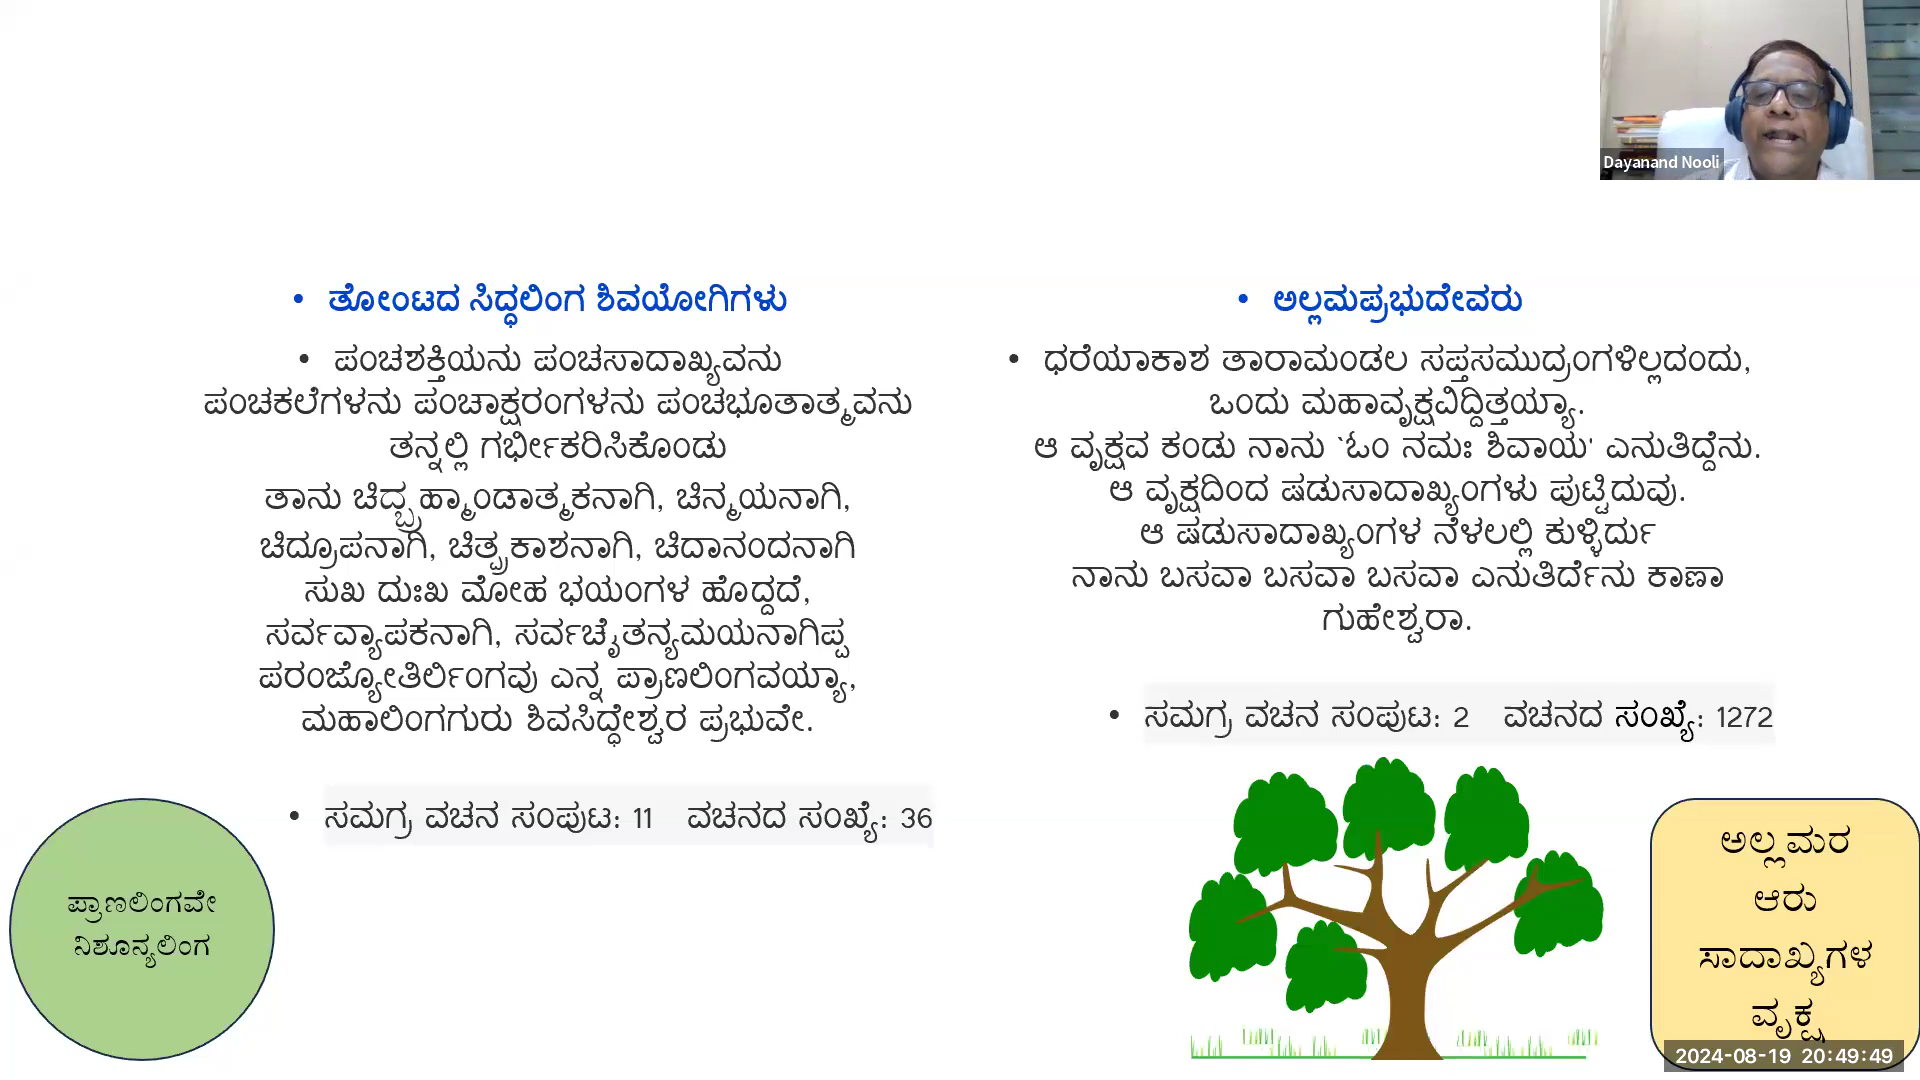 Dayanand Nooli
• ತೋಂಟದ ಸಿದ್ಧಲಿಂಗ ಶಿವಯೋಗಿಗಳು
• ಪಂಚಶಕ್ತಿಯನು ಪಂಚಸಾದಾಖ್ಯವನು
ಪಂಚಕಲೆಗಳನು ಪಂಚಾಕ್ಷರಂಗಳನು ಪಂಚಭೂತಾತ್ಮವನು
ತನ್ನಲ್ಲಿ ಗರ್ಭೀಕರಿಸಿಕೊಂಡು
ತಾನು ಚಿದ್ಬ್ರಹ್ಮಾಂಡಾತ್ಮಕನಾಗಿ, ಚಿನ್ಮಯನಾಗಿ,
ಚಿದ್ರೂಪನಾಗಿ, ಚಿತ್ಪ್ರಕಾಶನಾಗಿ, ಚಿದಾನಂದನಾಗಿ
ಸುಖ ದುಃಖ ಮೋಹ ಭಯಂಗಳ ಹೊದ್ದದೆ,
ಸರ್ವವ್ಯಾಪಕನಾಗಿ, ಸರ್ವಚೈತನ್ಯಮಯನಾಗಿಪ್ಪ
ಪರಂಜ್ಯೋತಿರ್ಲಿಂಗವು ಎನ್ನ ಪ್ರಾಣಲಿಂಗವಯ್ಯಾ,
ಮಹಾಲಿಂಗಗುರು ಶಿವಸಿದ್ಧೇಶ್ವರ ಪ್ರಭುವೇ.
• ಸಮಗ್ರ ವಚನ ಸಂಪುಟ: 11 ವಚನದ ಸಂಖ್ಯೆ: 36
ಪ್ರಾಣಲಿಂಗವೇ
ನಿಶೂನ್ಯಲಿಂಗ
• ಅಲ್ಲಮಪ್ರಭುದೇವರು
• ಧರೆಯಾಕಾಶ ತಾರಾಮಂಡಲ ಸಪ್ತಸಮುದ್ರಂಗಳಿಲ್ಲದಂದು,
ಒಂದು ಮಹಾವೃಕ್ಷವಿದ್ದಿತ್ತಯ್ಯಾ.
ಆ ವೃಕ್ಷವ ಕಂಡು ನಾನು `ಓಂ ನಮಃ ಶಿವಾಯ' ಎನುತಿದ್ದೆನು.
ಆ ವೃಕ್ಷದಿಂದ ಷಡುಸಾದಾಖ್ಯಂಗಳು ಪುಟ್ಟಿದುವು.
ಆ ಷಡುಸಾದಾಖ್ಯಂಗಳ ನೆಳಲಲ್ಲಿ ಕುಳ್ಳಿರ್ದು
ನಾನು ಬಸವಾ ಬಸವಾ ಬಸವಾ ಎನುತಿರ್ದೆನು ಕಾಣಾ
ಗುಹೇಶ್ವರಾ.
• ಸಮಗ್ರ ವಚನ ಸಂಪುಟ: 2 ವಚನದ ಸಂಖ್ಯೆ: 1272
ಅಲ್ಲಮರ
ಆರು
ಸಾದಾಖ್ಯಗಳ
ವೃಕ್ಷ
2024-08-19 20:49:49